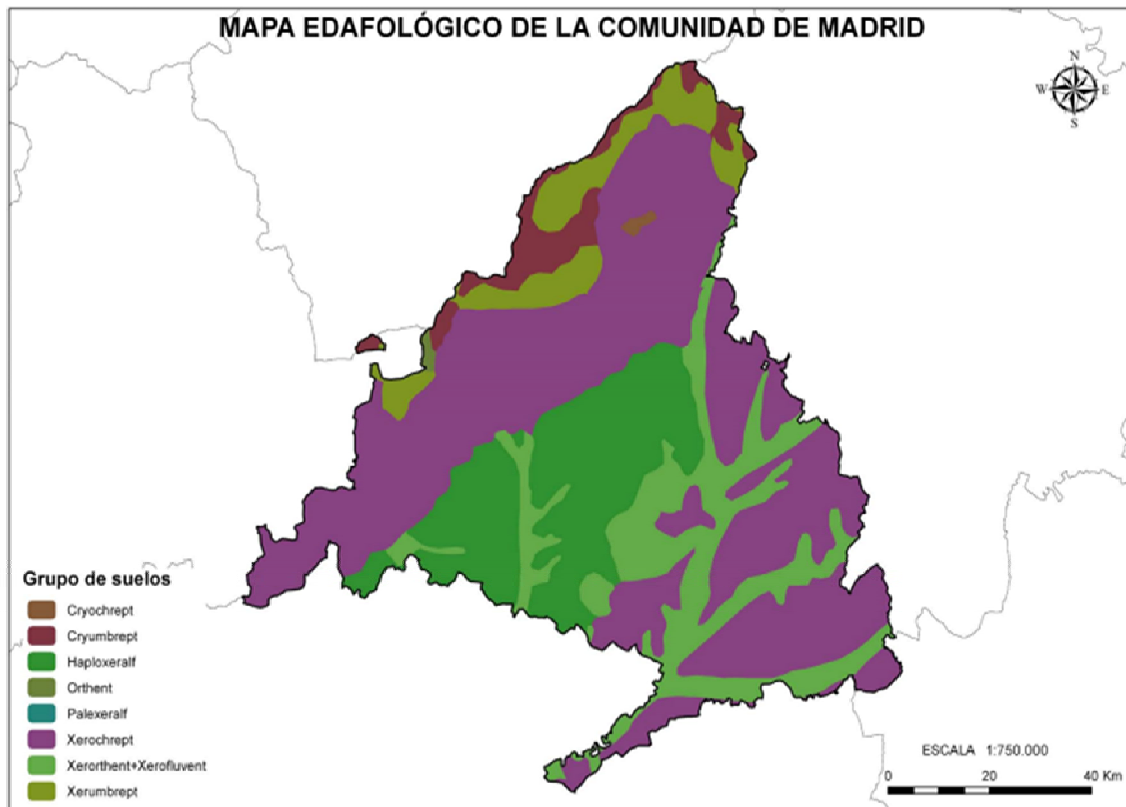 MAPA EDAFOLÓGICO DE LA COMUNIDAD DE MADRID
N
W E
S
Grupo de suelos
Cryochrept
Cryumbrept
Haploxeralf
Orthent
Palexeralf
Xerochrept
Xerorthent+Xerofluvent
Xerumbrept
ESCALA 1:750.000
0 20 40 Km